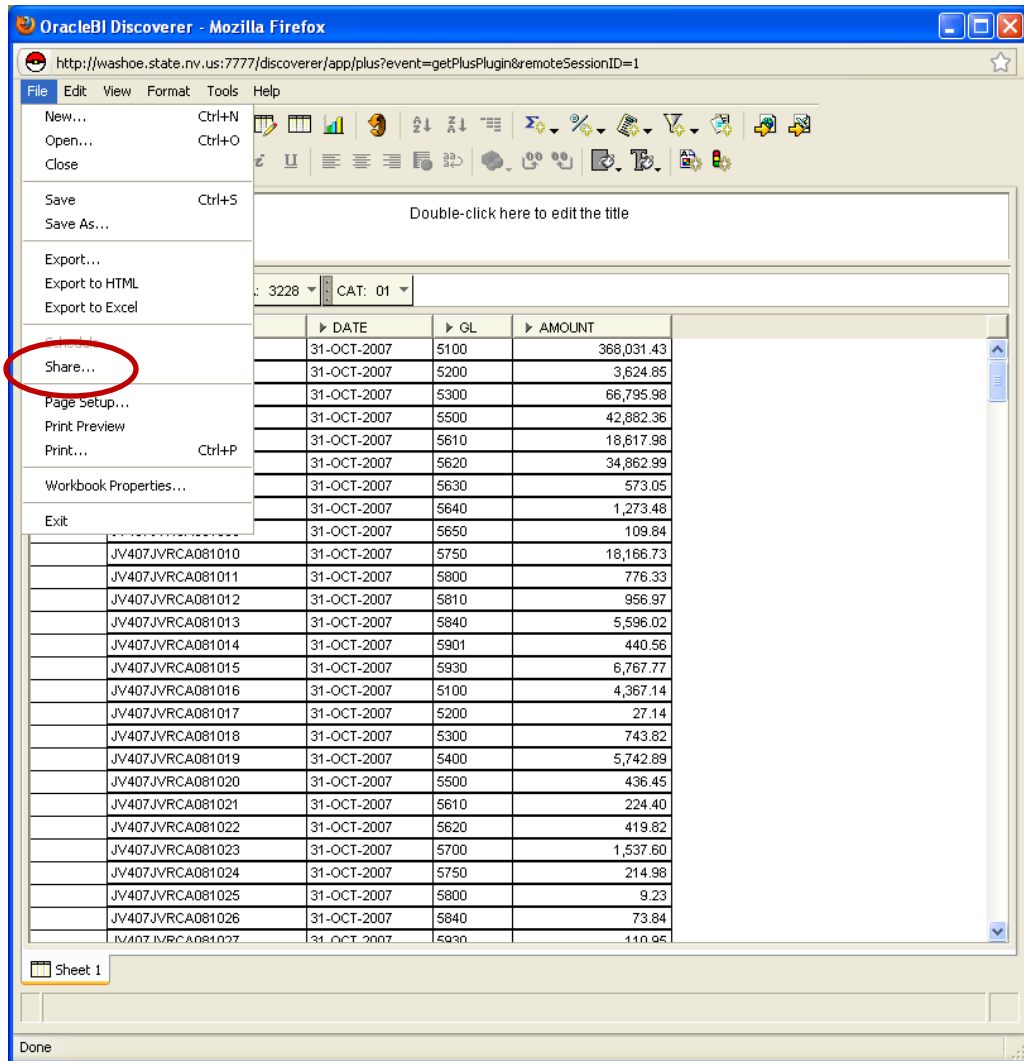 OracleBI Discoverer - Mozilla Firefox
http://washoe.state.nv.us:7777/discoverer/app/plus?event=getPlusPlugin&remoteSessionID=1
File Edit View Format Tools Help
New... Ctrl+N
Open... Ctrl+O
Close
Save Ctrl+S
Save As...
Export...
Export to HTML
Export to Excel
Share...
Page Setup...
Print Preview
Print... Ctrl+P
Workbook Properties...
Exit
Double-click here to edit the title
3228 CAT: 01
DATE GL AMOUNT
31-OCT-2007 5100 368,031.43
31-OCT-2007 5200 3,624.85
31-OCT-2007 5300 66,795.98
31-OCT-2007 5500 42,882.36
31-OCT-2007 5610 18,617.98
31-OCT-2007 5620 34,862.99
31-OCT-2007 5630 573.05
31-OCT-2007 5640 1,273.48
31-OCT-2007 5650 109.84
JV407JVRCA081010 31-OCT-2007 5750 18,166.73
JV407JVRCA081011 31-OCT-2007 5800 776.33
JV407JVRCA081012 31-OCT-2007 5810 956.97
JV407JVRCA081013 31-OCT-2007 5840 5,596.02
JV407JVRCA081014 31-OCT-2007 5901 440.56
JV407JVRCA081015 31-OCT-2007 5930 6,767.77
JV407JVRCA081016 31-OCT-2007 5100 4,367.14
JV407JVRCA081017 31-OCT-2007 5200 27.14
JV407JVRCA081018 31-OCT-2007 5300 743.82
JV407JVRCA081019 31-OCT-2007 5400 5,742.89
JV407JVRCA081020 31-OCT-2007 5500 436.45
JV407JVRCA081021 31-OCT-2007 5610 224.40
JV407JVRCA081022 31-OCT-2007 5620 419.82
JV407JVRCA081023 31-OCT-2007 5700 1,537.60
JV407JVRCA081024 31-OCT-2007 5750 214.98
JV407JVRCA081025 31-OCT-2007 5800 9.23
JV407JVRCA081026 31-OCT-2007 5840 73.84
JV407JVRCA081027 31-OCT-2007 5930 110.95
Sheet 1
Done